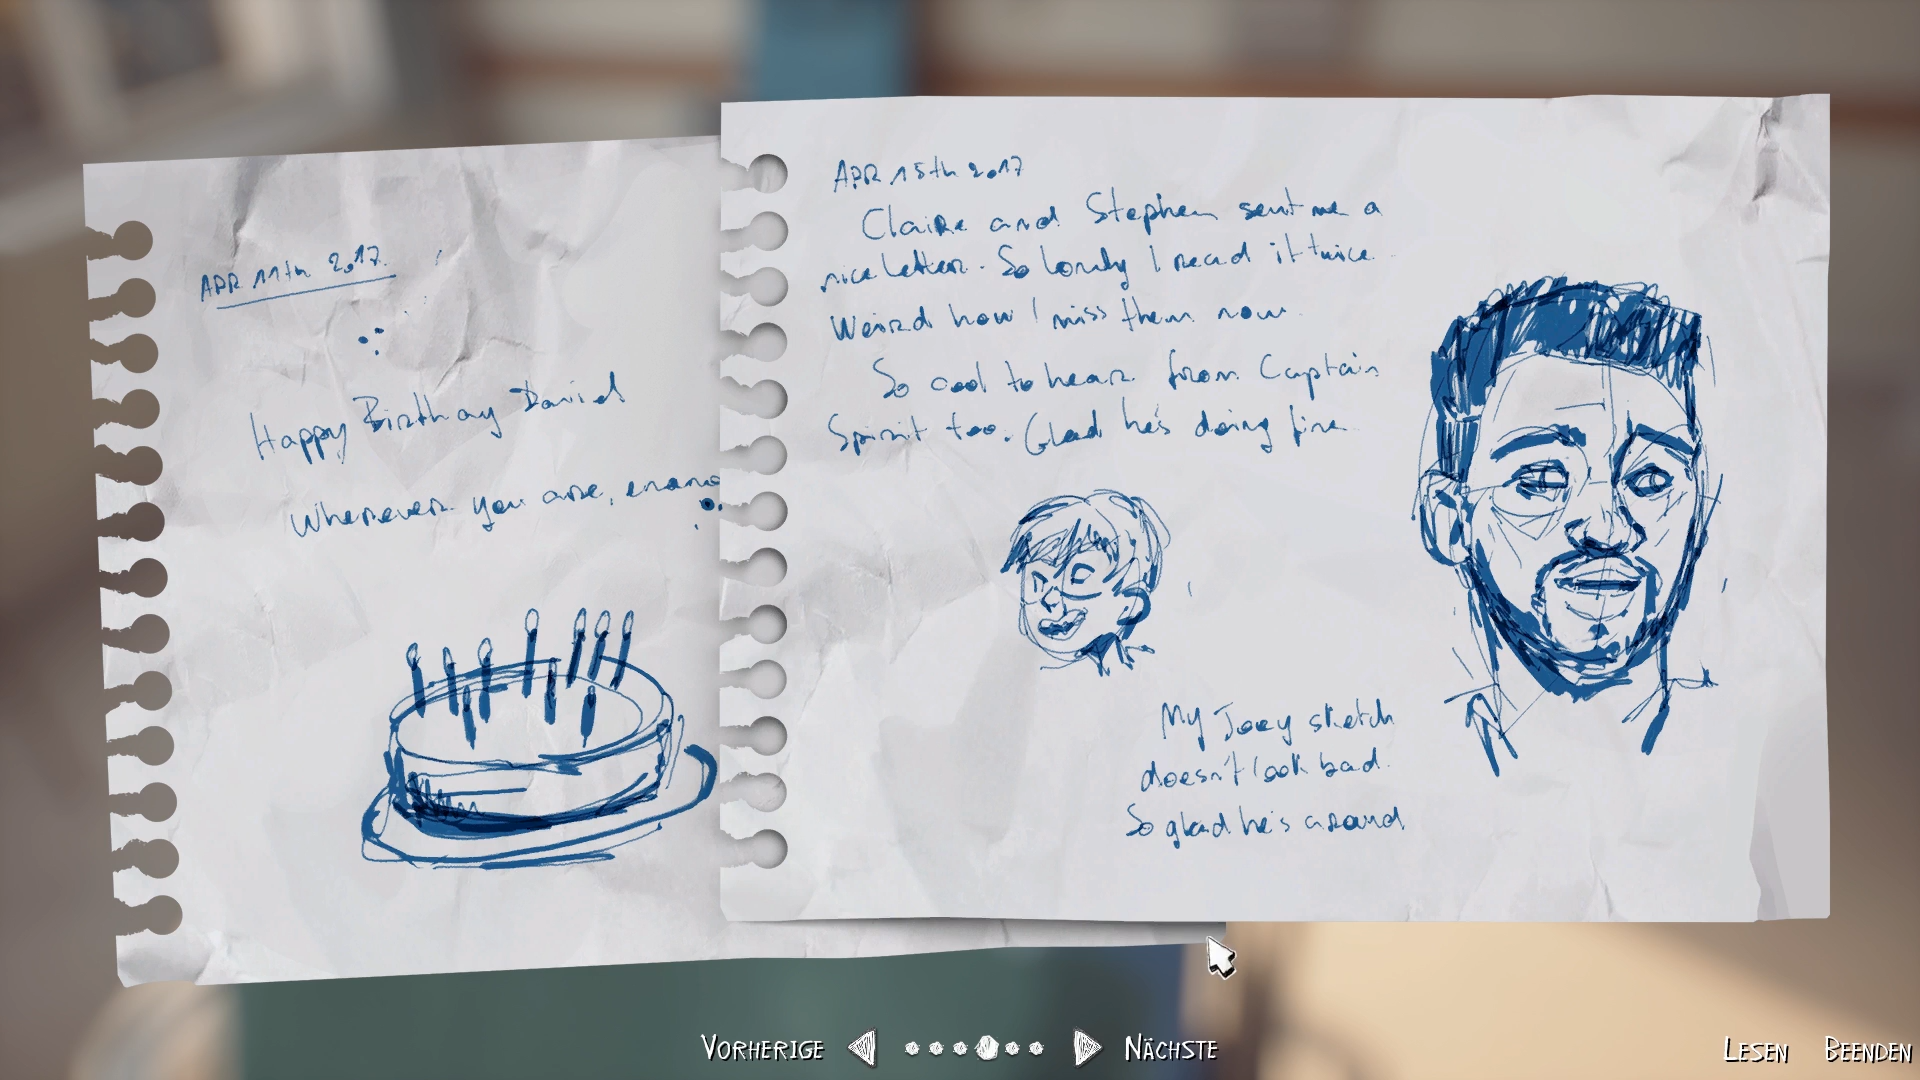 APR 11th 2017
Happy Birthday Daniel
Wherever you are, enano
APR 15th 2017
Claire and Stephen sent me a
nice letter. So lonely I read it twice.
Weird how I miss them now.
So cool to hear from Captain
Spirit too. Glad he's doing fine
My Joey sketch
doesn't look bad.
So glad he's around
VORHERIGE
NÄCHSTE
LESEN
BEENDEN